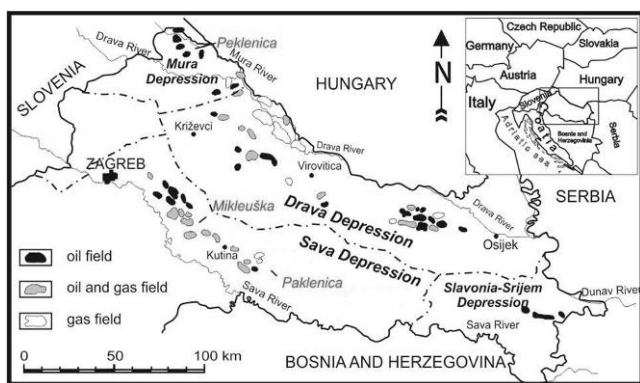 Drava River
Peklenica
Mura River
Mura
Depression
SLOVENIA
HUNGARY
N
Križevci
Drava River
Virovitica
ZAGREB
Mikleuška
Drava Depression
Drava River
SERBIA
Osijek
Kutina
Sava Depression
Paklenica
Slavonia-Srijem
Depression
Dunav River
Sava River
Sava River
BOSNIA AND HERZEGOVINA
oil field
oil and gas field
gas field
0 50 100 km
Czech Republic
Germany
Slovakia
Austria
Hungary
Italy
Slovenia
Croatia
Bosnia and
Herzegovinia
Serbia
Adriatic sea